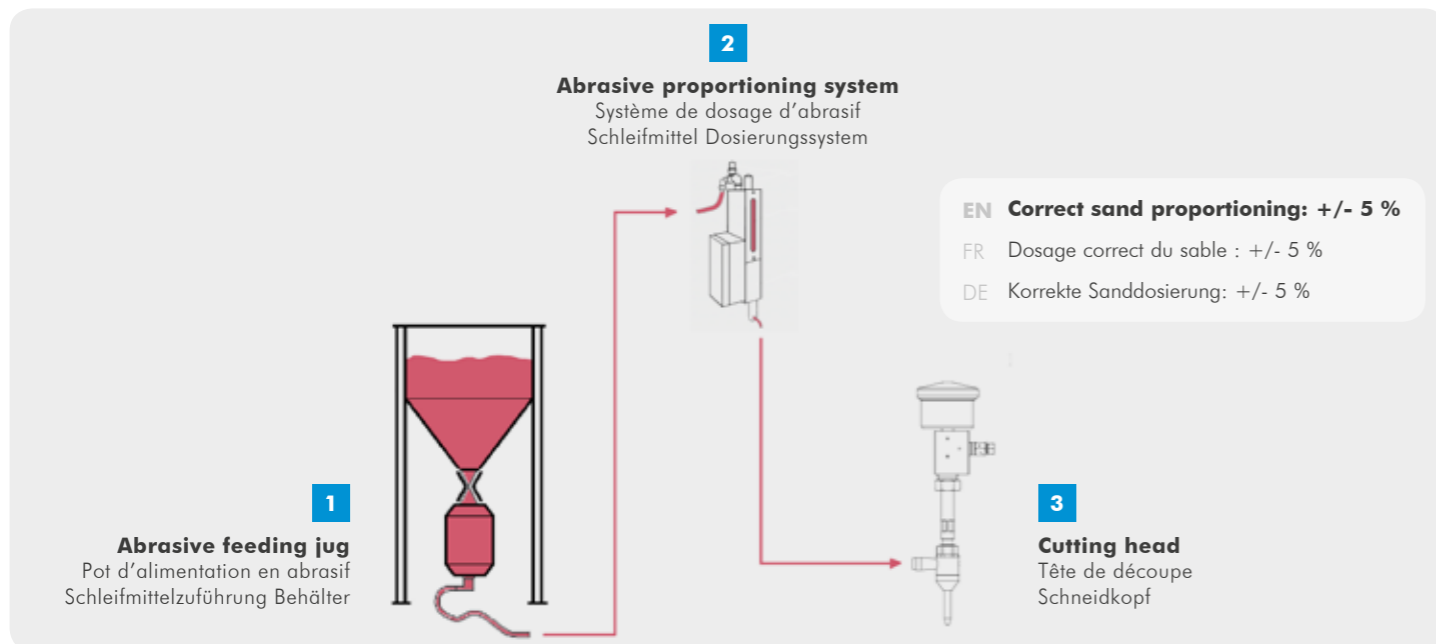 2
Abrasive proportioning system
Système de dosage d’abrasif
Schleifmittel Dosierungssystem
EN Correct sand proportioning: +/- 5 %
FR Dosage correct du sable : +/- 5 %
DE Korrekte Sanddosierung: +/- 5 %
1
Abrasive feeding jug
Pot d’alimentation en abrasif
Schleifmittelzuführung Behälter
3
Cutting head
Tête de découpe
Schneidkopf